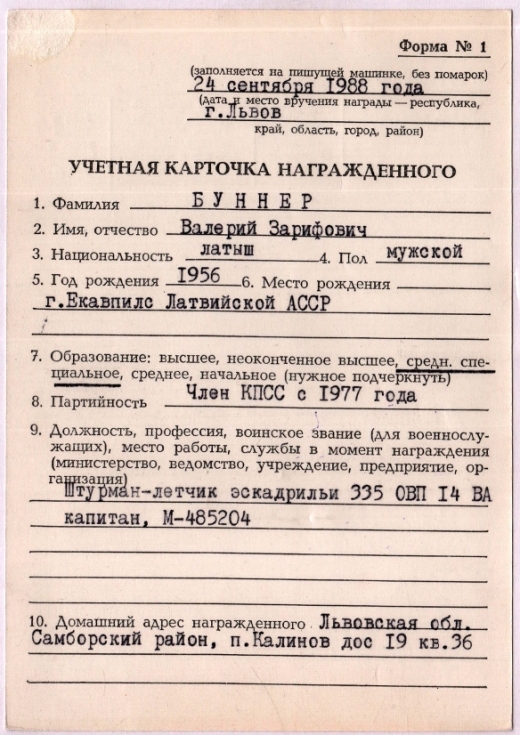 Форма № 1
(заполняется на пишущей машинке, без помарок)
24 сентября 1988 года
(дата и место вручения награды — республика,
г.Львов
край, область, город, район)
УЧЕТНАЯ КАРТОЧКА НАГРАЖДЕННОГО
1. Фамилия БУННЕР
2. Имя, отчество Валерий Зарифович
3. Национальность латыш 4. Пол мужской
5. Год рождения 1956 6. Место рождения
г.Екавпилс Латвийской АССР
7. Образование: высшее, неоконченное высшее, средн. спе-
циальное, среднее, начальное (нужное подчеркнуть)
8. Партийность Член КПСС с 1977 года
9. Должность, профессия, воинское звание (для военнослу-
жащих), место работы, службы в момент награждения
(министерство, ведомство, учреждение, предприятие, ор-
ганизация)
Штурман-летчик эскадрильи 335 ОВП 14 ВА
капитан, М-485204
10. Домашний адрес награжденного Львовская обл.
Самборский район, п.Калинов дос 19 кв.36